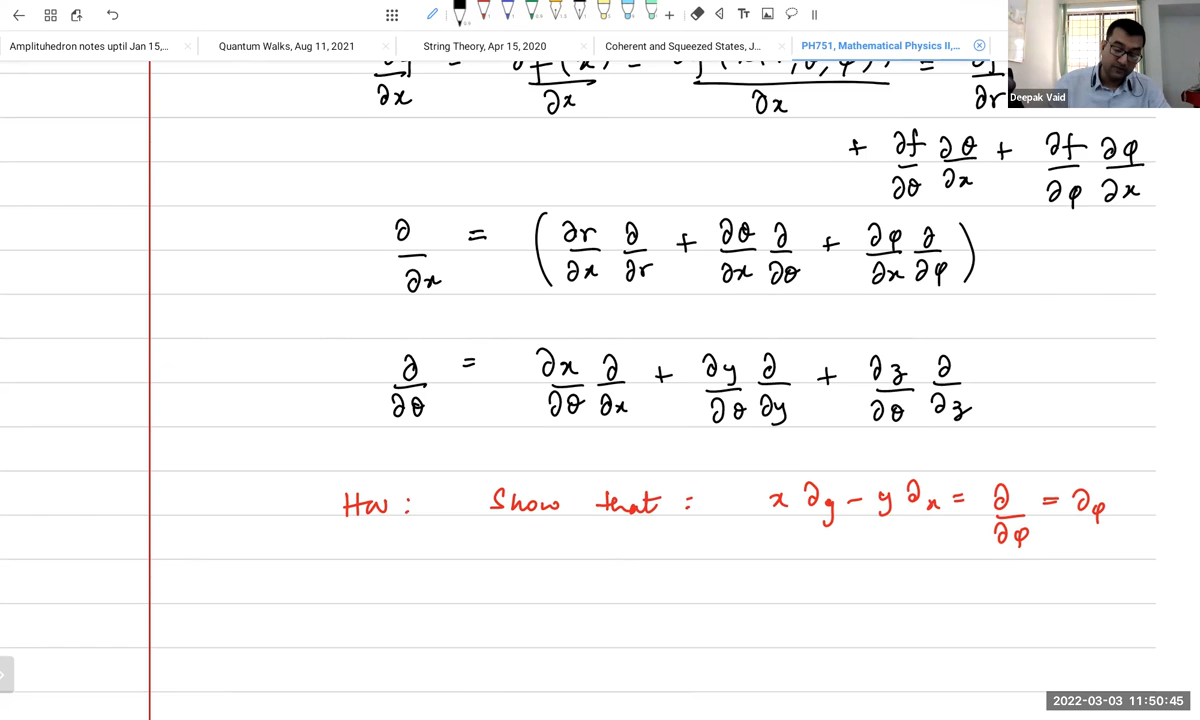 Amplituhedron notes uptil Jan 15,...
Quantum Walks, Aug 11, 2021
String Theory, Apr 15, 2020
Coherent and Squeezed States, J...
PH751, Mathematical Physics II,...
Deepak Vaid
+ ∂f/∂θ ∂θ/∂x + ∂f/∂φ ∂φ/∂x
∂/∂x = ( ∂r/∂x ∂/∂r + ∂θ/∂x ∂/∂θ + ∂φ/∂x ∂/∂φ )
∂/∂θ = ∂x/∂θ ∂/∂x + ∂y/∂θ ∂/∂y + ∂z/∂θ ∂/∂z
HW: Show that: x ∂y - y ∂x = ∂/∂φ = ∂φ
2022-03-03 11:50:45